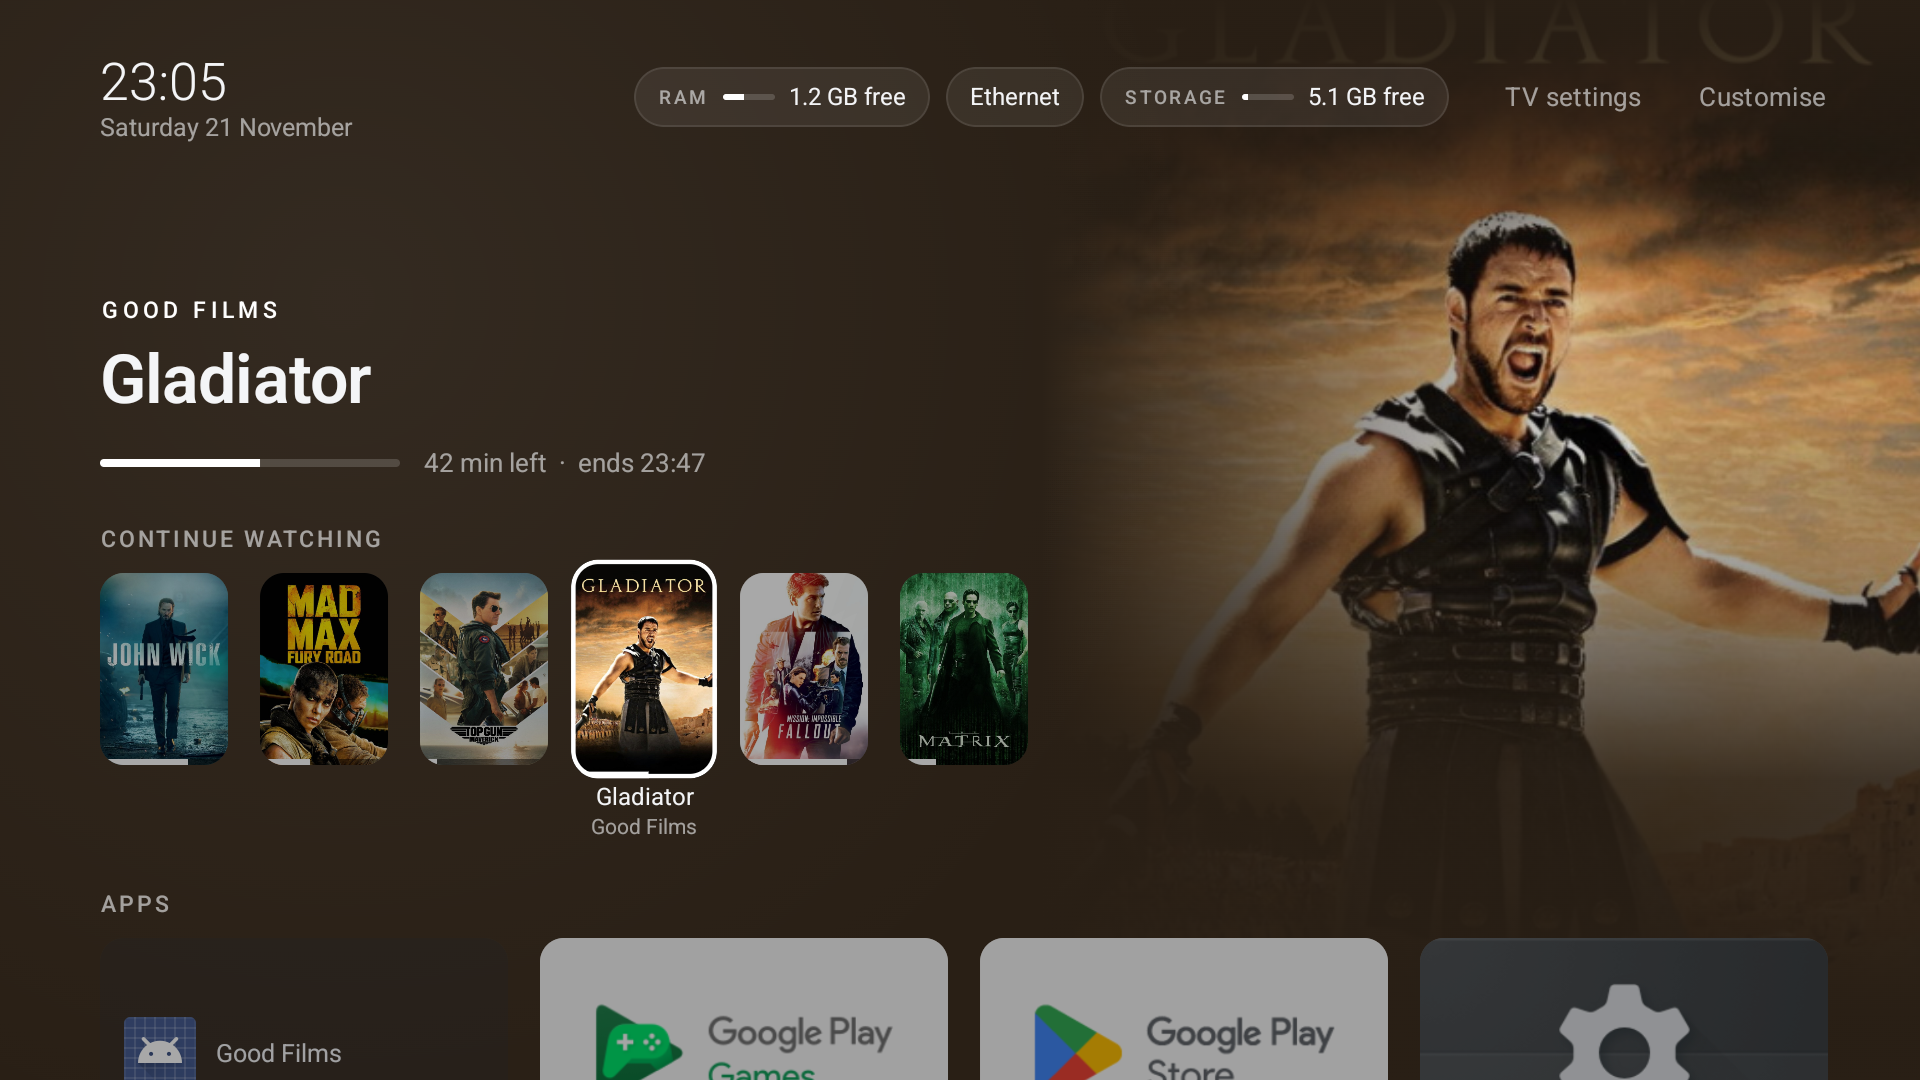 GLADIATOR
23:05
Saturday 21 November
RAM 1.2 GB free
Ethernet
STORAGE 5.1 GB free
TV settings
Customise
GOOD FILMS
Gladiator
42 min left · ends 23:47
CONTINUE WATCHING
JOHN WICK
MAD
MAX
FURY ROAD
TOPGUN
MAVERICK
GLADIATOR
MISSION: IMPOSSIBLE
FALLOUT
MATRIX
Gladiator
Good Films
APPS
Good Films
Google Play
Games
Google Play
Store